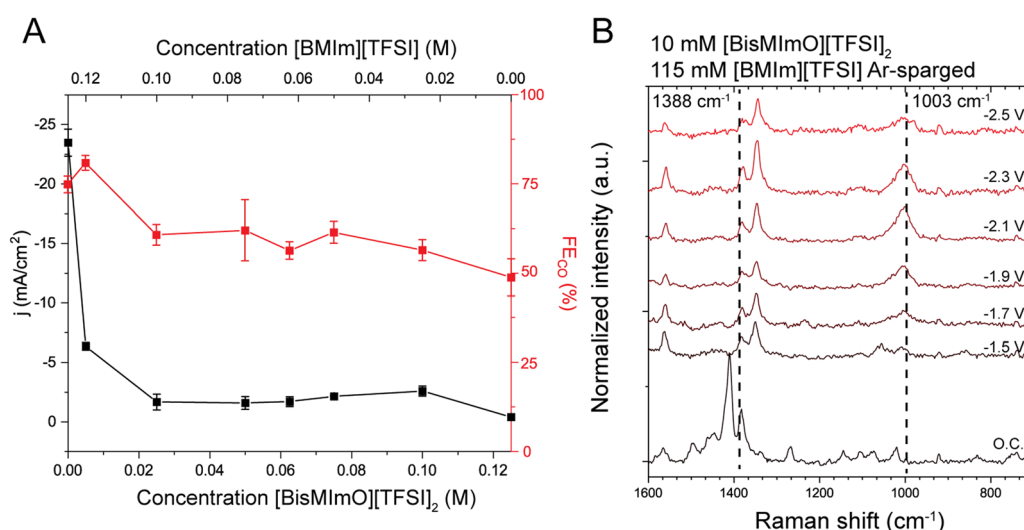 A
Concentration [BMIm][TFSI] (M)
0.12 0.10 0.08 0.06 0.04 0.02 0.00
-25
-20
-15
-10
-5
0
j (mA/cm²)
100
75
50
25
0
FE_CO (%)
0.00 0.02 0.04 0.06 0.08 0.10 0.12
Concentration [BisMImO][TFSI]₂ (M)
B
10 mM [BisMImO][TFSI]₂
115 mM [BMIm][TFSI] Ar-sparged
1388 cm⁻¹ 1003 cm⁻¹
-2.5 V
-2.3 V
-2.1 V
-1.9 V
-1.7 V
-1.5 V
O.C.
Normalized intensity (a.u.)
1600 1400 1200 1000 800
Raman shift (cm⁻¹)